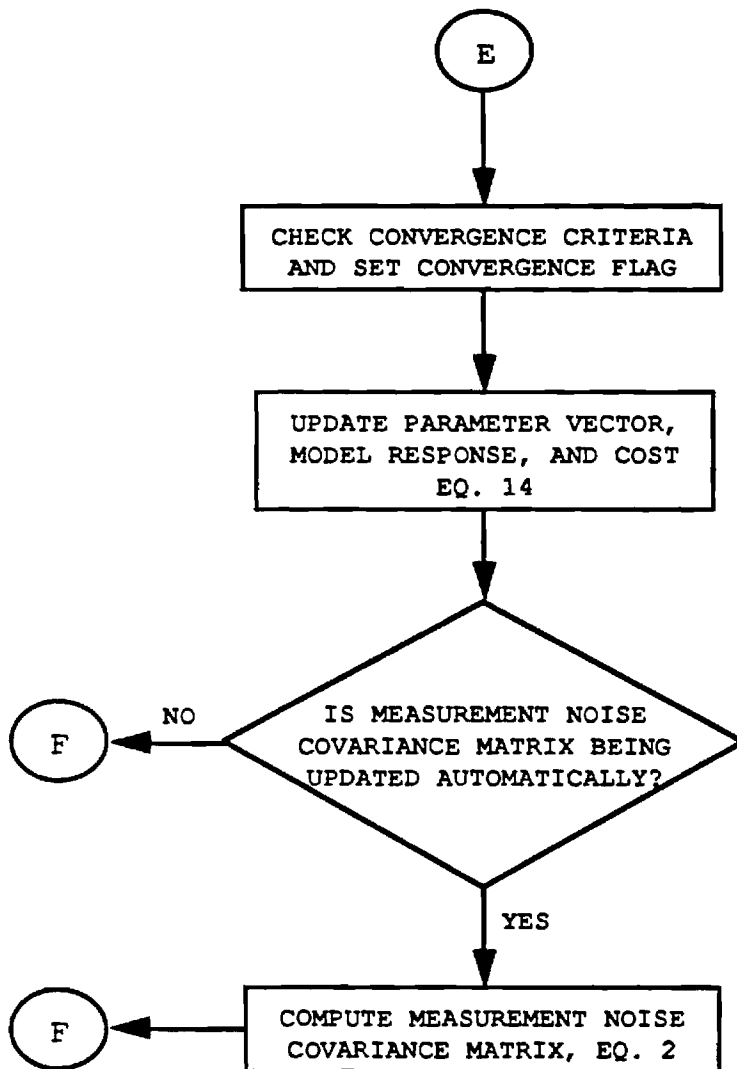 E
CHECK CONVERGENCE CRITERIA
AND SET CONVERGENCE FLAG
UPDATE PARAMETER VECTOR,
MODEL RESPONSE, AND COST
EQ. 14
IS MEASUREMENT NOISE
COVARIANCE MATRIX BEING
UPDATED AUTOMATICALLY?
NO
F
YES
COMPUTE MEASUREMENT NOISE
COVARIANCE MATRIX, EQ. 2
F